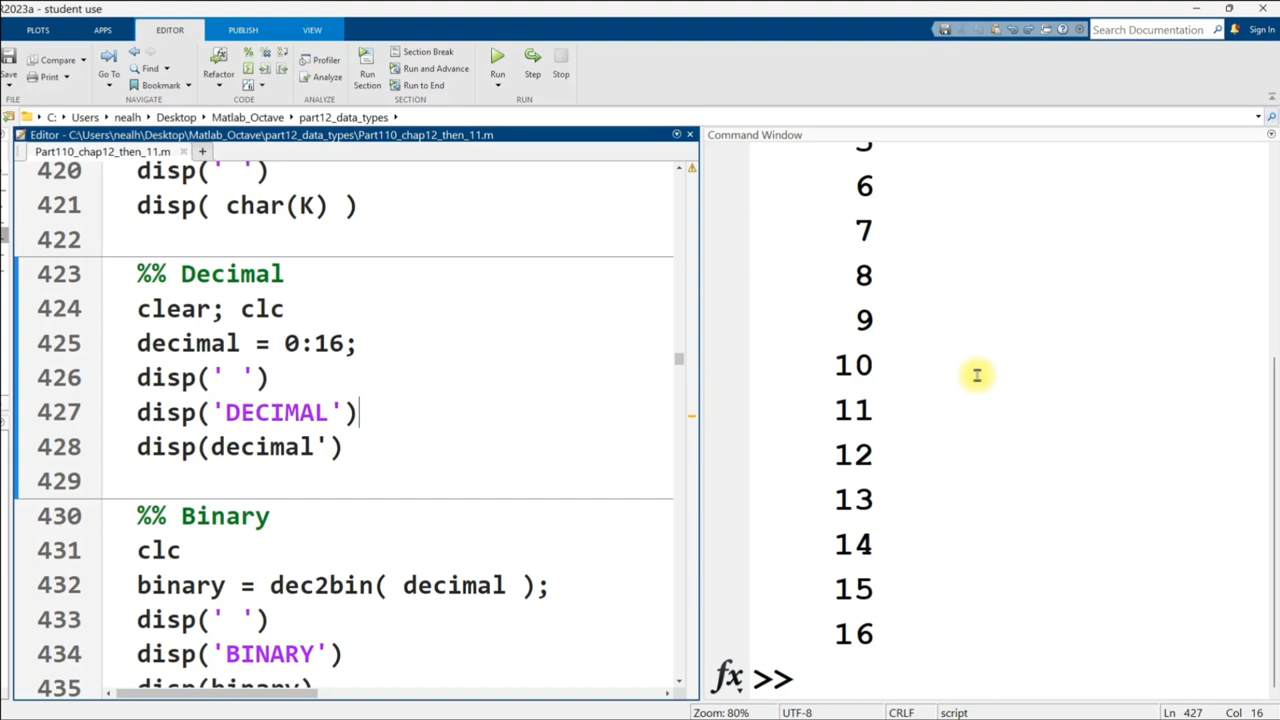 R2023a - student use
PLOTS APPS EDITOR PUBLISH VIEW
Search Documentation Sign In
Save Compare Print
Go To Find Bookmark
Refactor
Profiler Analyze
Run Section Section Break Run and Advance Run to End
Run Step Stop
FILE NAVIGATE CODE ANALYZE SECTION RUN
C: Users nealh Desktop Matlab_Octave part12_data_types
Editor - C:\Users\nealh\Desktop\Matlab_Octave\part12_data_types\Part110_chap12_then_11.m
Part110_chap12_then_11.m +
420 disp(' ')
421 disp( char(K) )
422
423 %% Decimal
424 clear; clc
425 decimal = 0:16;
426 disp(' ')
427 disp('DECIMAL')
428 disp(decimal')
429
430 %% Binary
431 clc
432 binary = dec2bin( decimal );
433 disp(' ')
434 disp('BINARY')
435 disp(binary)
Command Window
5
6
7
8
9
10
11
12
13
14
15
16
fx >>
Zoom: 80% UTF-8 CRLF script Ln 427 Col 16